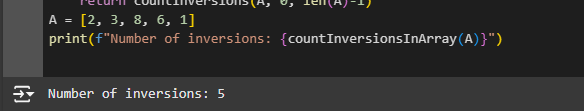 return countInversions(A, 0, len(A)-1)
A = [2, 3, 8, 6, 1]
print(f"Number of inversions: {countInversionsInArray(A)}")
Number of inversions: 5